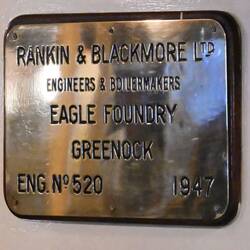 RANKIN & BLACKMORE LTD
ENGINEERS & BOILERMAKERS
EAGLE FOUNDRY
GREENOCK
ENG. Nº 520 1947